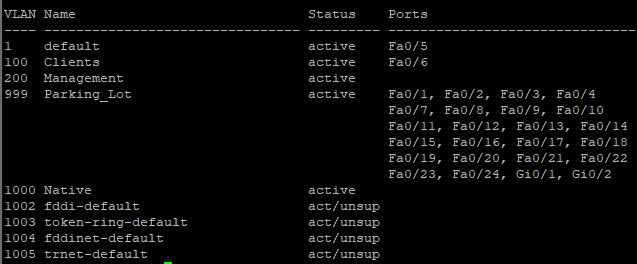 VLAN Name                             Status    Ports
---- -------------------------------- --------- -------------------------------
1    default                          active    Fa0/5
100  Clients                          active    Fa0/6
200  Management                       active
999  Parking_Lot                      active    Fa0/1, Fa0/2, Fa0/3, Fa0/4
                                                Fa0/7, Fa0/8, Fa0/9, Fa0/10
                                                Fa0/11, Fa0/12, Fa0/13, Fa0/14
                                                Fa0/15, Fa0/16, Fa0/17, Fa0/18
                                                Fa0/19, Fa0/20, Fa0/21, Fa0/22
                                                Fa0/23, Fa0/24, Gi0/1, Gi0/2
1000 Native                           active
1002 fddi-default                     act/unsup
1003 token-ring-default               act/unsup
1004 fddinet-default                  act/unsup
1005 trnet-default                    act/unsup